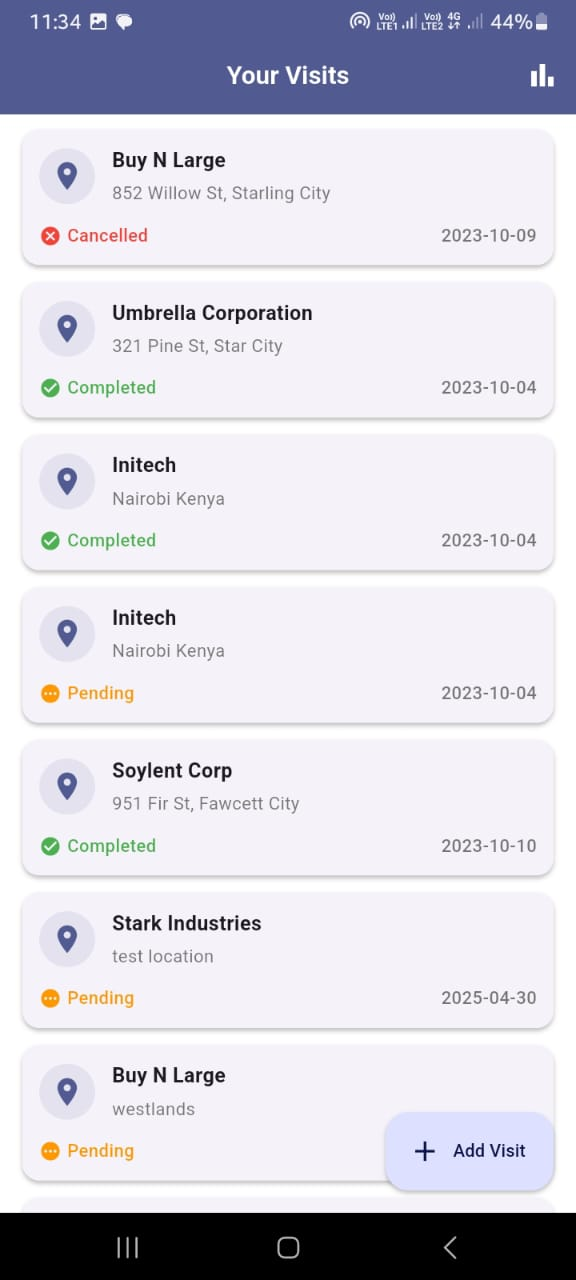 11:34 Vo)) LTE1 Vo)) LTE2 4G 44%
Your Visits
Buy N Large
852 Willow St, Starling City
Cancelled 2023-10-09
Umbrella Corporation
321 Pine St, Star City
Completed 2023-10-04
Initech
Nairobi Kenya
Completed 2023-10-04
Initech
Nairobi Kenya
Pending 2023-10-04
Soylent Corp
951 Fir St, Fawcett City
Completed 2023-10-10
Stark Industries
test location
Pending 2025-04-30
Buy N Large
westlands
Pending
+ Add Visit